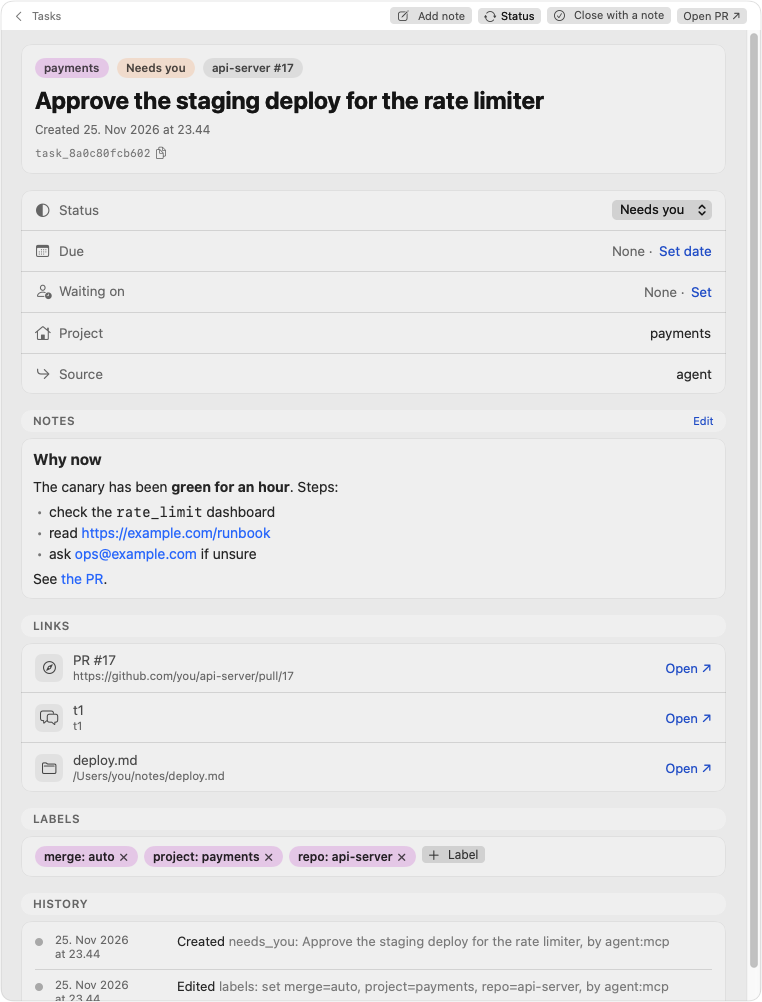 Tasks
Add note
Status
Close with a note
Open PR ↗
payments
Needs you
api-server #17
Approve the staging deploy for the rate limiter
Created 25. Nov 2026 at 23.44
task_8a0c80fcb602
Status
Needs you
Due
None · Set date
Waiting on
None · Set
Project
payments
Source
agent
NOTES
Edit
Why now
The canary has been green for an hour. Steps:
• check the rate_limit dashboard
• read https://example.com/runbook
• ask ops@example.com if unsure
See the PR.
LINKS
PR #17
https://github.com/you/api-server/pull/17
Open ↗
t1
t1
Open ↗
deploy.md
/Users/you/notes/deploy.md
Open ↗
LABELS
merge: auto ×
project: payments ×
repo: api-server ×
+ Label
HISTORY
25. Nov 2026
at 23.44
Created needs_you: Approve the staging deploy for the rate limiter, by agent:mcp
25. Nov 2026
at 23.44
Edited labels: set merge=auto, project=payments, repo=api-server, by agent:mcp